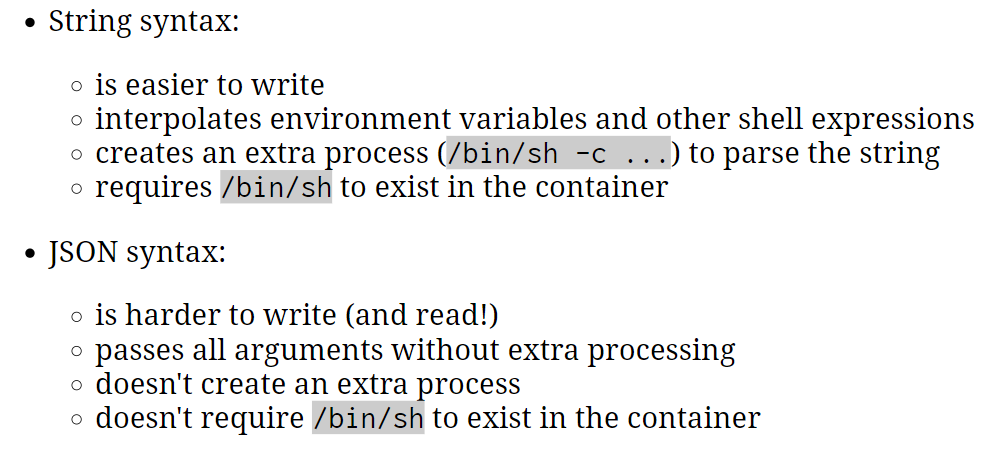 • String syntax:
◦ is easier to write
◦ interpolates environment variables and other shell expressions
◦ creates an extra process (/bin/sh -c ...) to parse the string
◦ requires /bin/sh to exist in the container
• JSON syntax:
◦ is harder to write (and read!)
◦ passes all arguments without extra processing
◦ doesn't create an extra process
◦ doesn't require /bin/sh to exist in the container